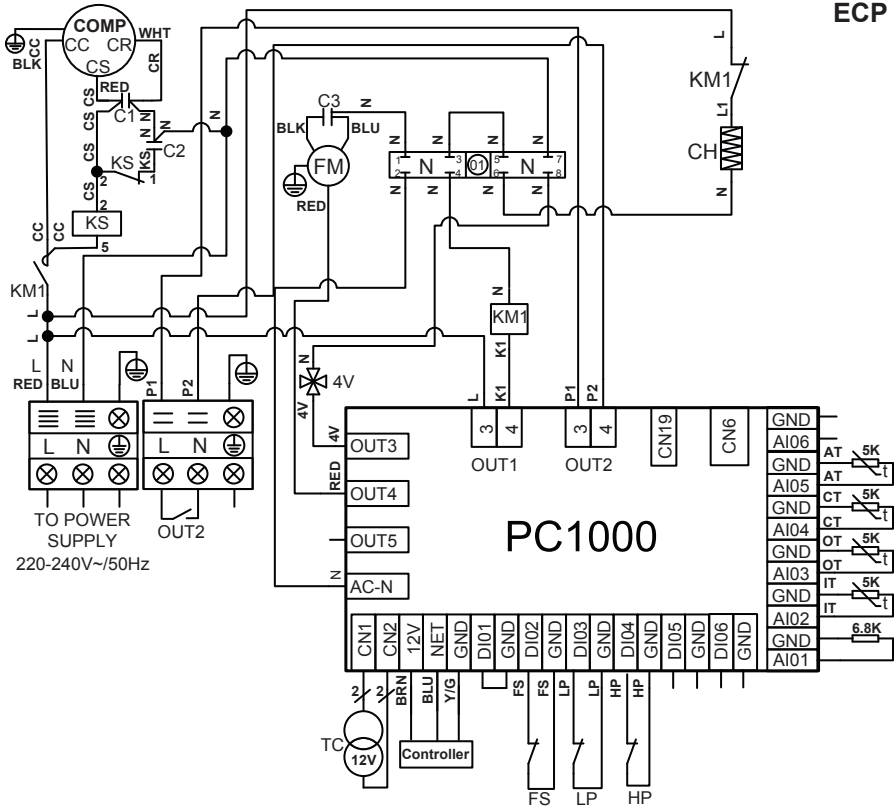 ECP
COMP
CC CR WHT
CS
BLK CC
RED
CR
C1
CS CS
N N N N
C2
CS KS KS
2 1
CS
2
KS
5
CC CC
KM1
L
L
C3 N
BLK BLU
FM
RED
N N N N
1 3 5 7
N 01 N
2 4 6 8
N N N N
L
KM1
L1
CH
N
N
KM1
K1
N
4V
4V
L N
RED BLU
P1 P2
L N
L N
TO POWER
SUPPLY
220-240V~/50Hz
OUT2
L K1 P1 P2
3 4 3 4
OUT1 OUT2
CN19 CN6
4V OUT3
RED OUT4
OUT5
N AC-N
PC1000
GND
AI06
GND AT 5K
AI05 AT t
GND CT 5K
AI04 CT t
GND OT 5K
AI03 OT t
GND IT 5K
AI02 IT t
GND 6.8K
AI01
CN1 CN2 12V NET GND DI01 GND DI02 GND DI03 GND DI04 GND DI05 GND DI06 GND
2 2 BRN BLU Y/G FS FS LP LP HP HP
TC
12V
Controller
FS LP HP